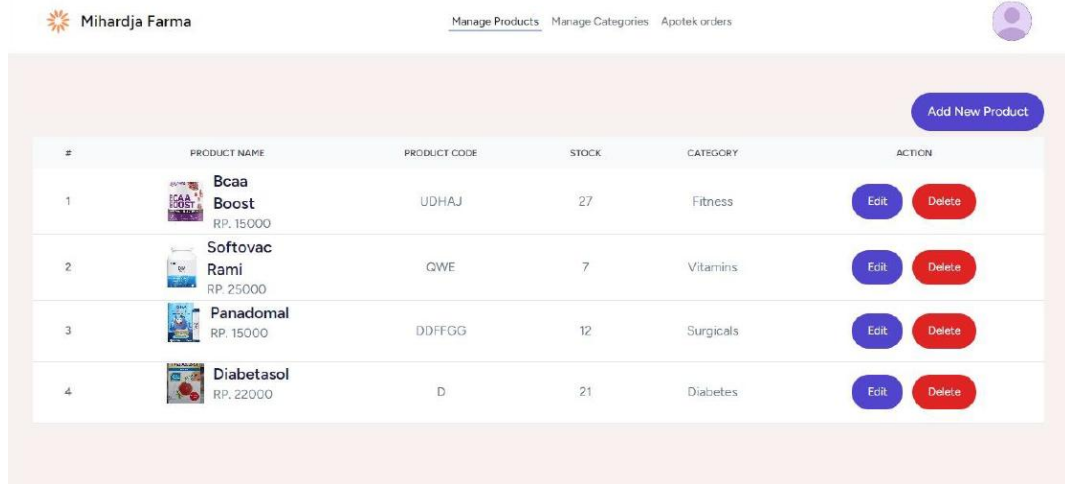 Mihardja Farma
Manage Products Manage Categories Apotek orders
Add New Product
# PRODUCT NAME PRODUCT CODE STOCK CATEGORY ACTION
1 Bcaa Boost UDHAJ 27 Fitness Edit Delete
RP. 15000
2 Softovac Rami QWE 7 Vitamins Edit Delete
RP. 25000
3 Panadomal DDFFGG 12 Surgicals Edit Delete
RP. 15000
4 Diabetasol D 21 Diabetes Edit Delete
RP. 22000